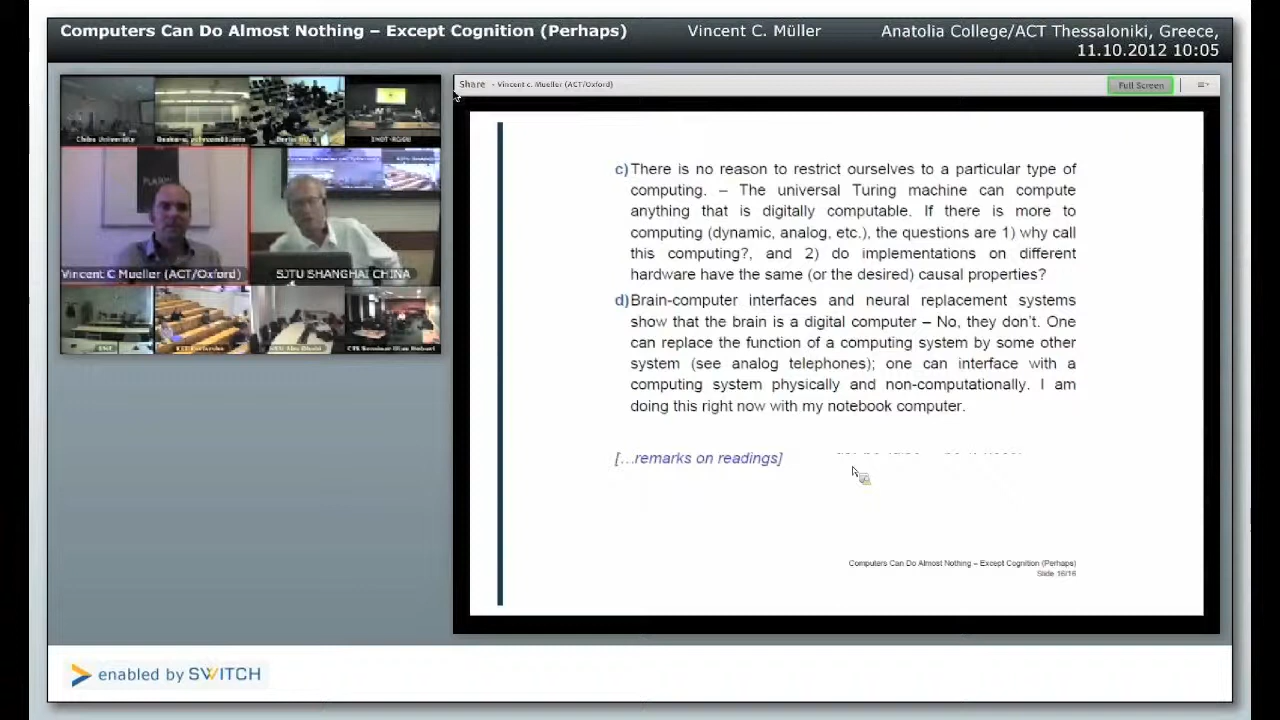 Computers Can Do Almost Nothing – Except Cognition (Perhaps)
Vincent C. Müller
Anatolia College/ACT Thessaloniki, Greece,
11.10.2012 10:05
Share - Vincent c. Mueller (ACT/Oxford)
Full Screen
Vincent C Mueller (ACT/Oxford)
SJTU SHANGHAI CHINA
c) There is no reason to restrict ourselves to a particular type of
computing. – The universal Turing machine can compute
anything that is digitally computable. If there is more to
computing (dynamic, analog, etc.), the questions are 1) why call
this computing?, and 2) do implementations on different
hardware have the same (or the desired) causal properties?
d) Brain-computer interfaces and neural replacement systems
show that the brain is a digital computer – No, they don't. One
can replace the function of a computing system by some other
system (see analog telephones); one can interface with a
computing system physically and non-computationally. I am
doing this right now with my notebook computer.
[…remarks on readings]
Computers Can Do Almost Nothing – Except Cognition (Perhaps)
Slide 16/16
enabled by SWITCH